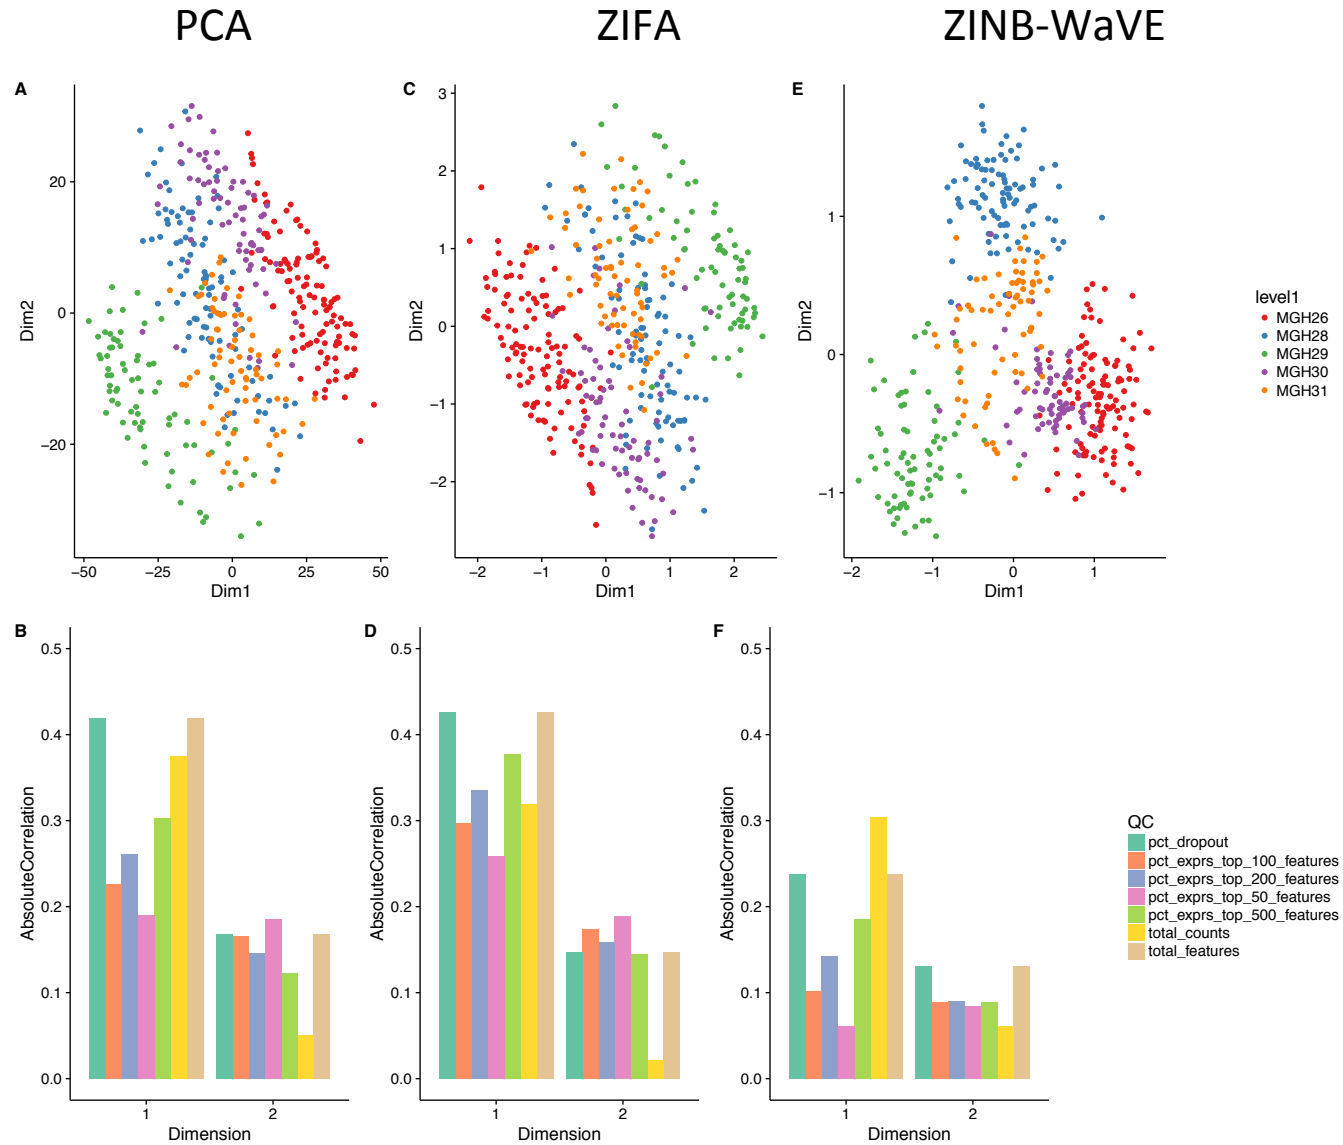 PCA
ZIFA
ZINB-WaVE
A
20
0
−20
−50
−25
0
25
50
Dim1
Dim2
C
3
2
1
0
−1
−2
−2
−1
0
1
2
Dim1
Dim2
E
1
0
−1
−2
−1
0
1
Dim1
Dim2
level1
MGH26
MGH28
MGH29
MGH30
MGH31
B
0.5
0.4
0.3
0.2
0.1
0.0
1
2
Dimension
AbsoluteCorrelation
D
0.5
0.4
0.3
0.2
0.1
0.0
1
2
Dimension
AbsoluteCorrelation
F
0.5
0.4
0.3
0.2
0.1
0.0
1
2
Dimension
AbsoluteCorrelation
QC
pct_dropout
pct_exprs_top_100_features
pct_exprs_top_200_features
pct_exprs_top_50_features
pct_exprs_top_500_features
total_counts
total_features